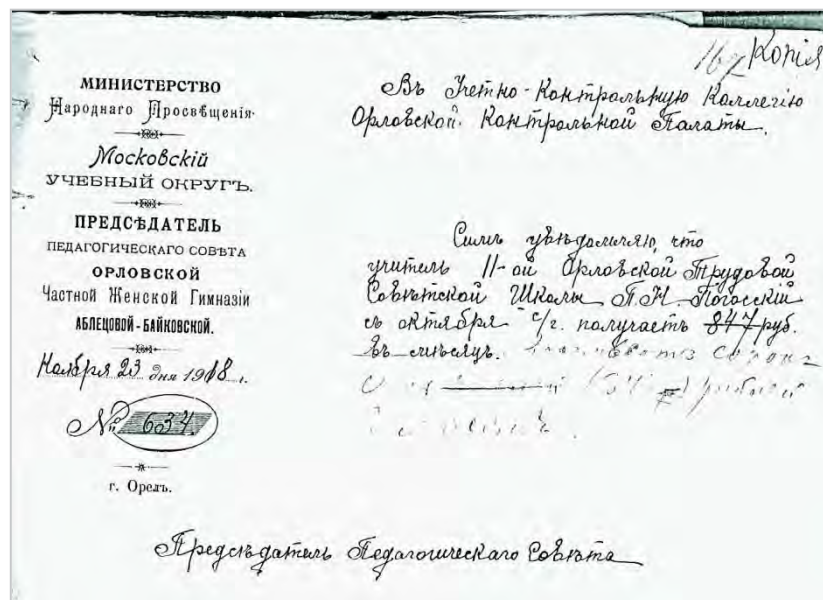 Копія
Въ Учетно-Контрольную Коллегію
Орловской Контрольной Палаты.
МИНИСТЕРСТВО
Народнаго Просвѣщенія.
Московскій
УЧЕБНЫЙ ОКРУГЪ.
ПРЕДСѢДАТЕЛЬ
ПЕДАГОГИЧЕСКАГО СОВѢТА
ОРЛОВСКОЙ
Частной Женской Гимназіи
АБЛЕЦОВОЙ-БАЙКОВСКОЙ.
Ноября 23 дня 1918 г.
№ 634.
г. Орелъ.
Симъ увѣдомляю, что
учитель 11-ой Орловской Трудовой
Совѣтской Школы П. Н. Погосскій
съ октября с/г. получаетъ 847 руб.
въ мѣсяцъ.
Предсѣдатель Педагогическаго Совѣта